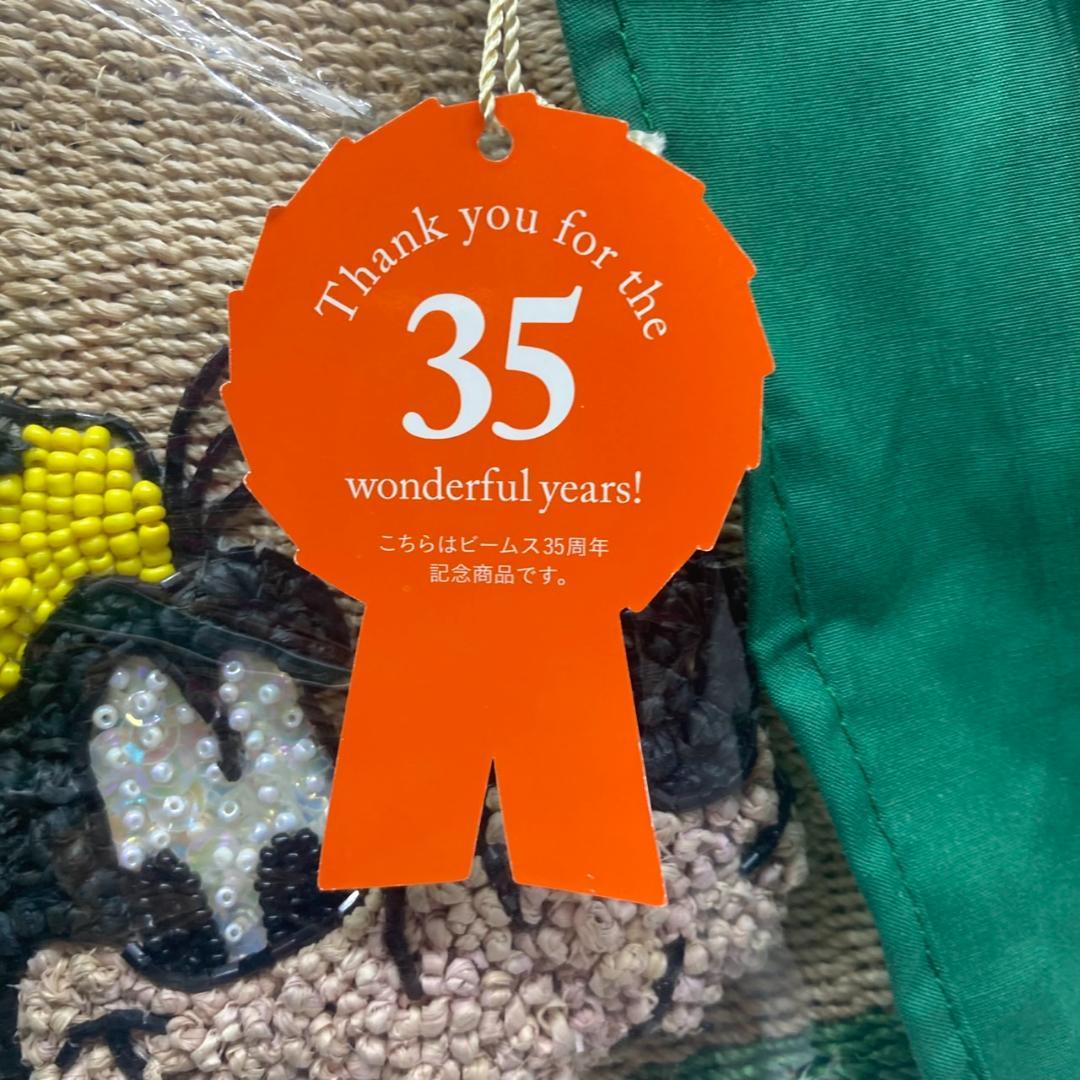 Thank you for the
35
wonderful years!
こちらはビームス35周年
記念商品です。